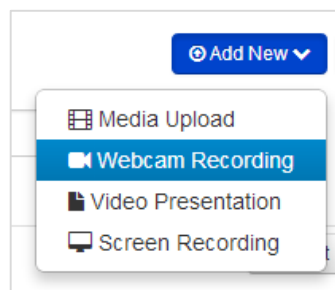 Add New
Media Upload
Webcam Recording
Video Presentation
Screen Recording